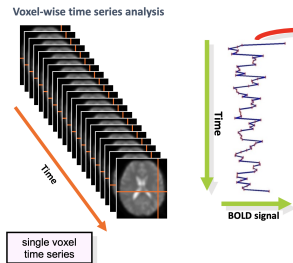 Voxel-wise time series analysis
Time
Time
BOLD signal
single voxel
time series